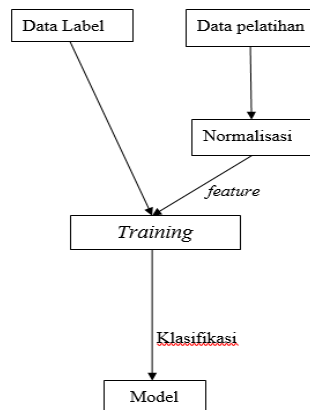 Data Label
Data pelatihan
Normalisasi
feature
Training
Klasifikasi
Model